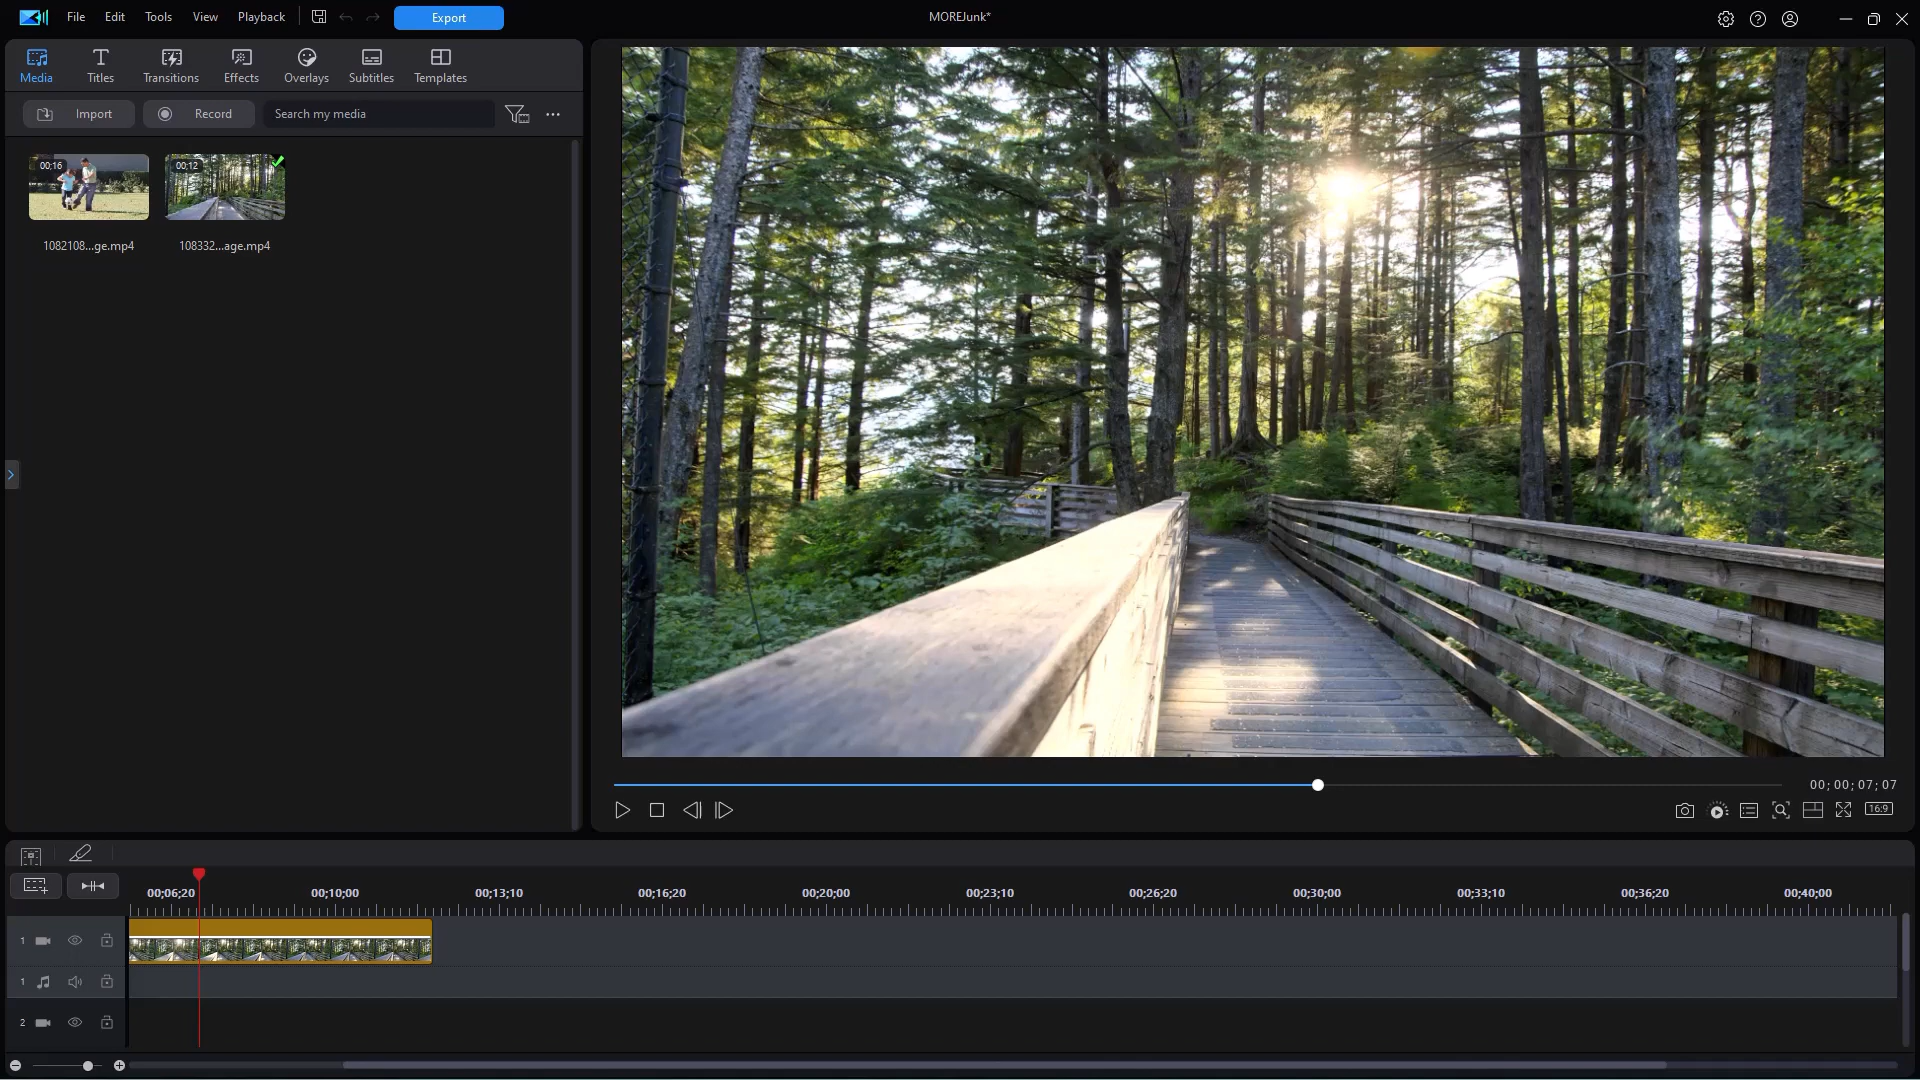 File Edit Tools View Playback Export MOREJunk*
Media Titles Transitions Effects Overlays Subtitles Templates
Import Record Search my media
00:16 00:12
1082108...ge.mp4 108332...age.mp4
00; 00; 07; 07
16:9
00;06;20 00;10;00 00;13;10 00;16;20 00;20;00 00;23;10 00;26;20 00;30;00 00;33;10 00;36;20 00;40;00
1
1
2